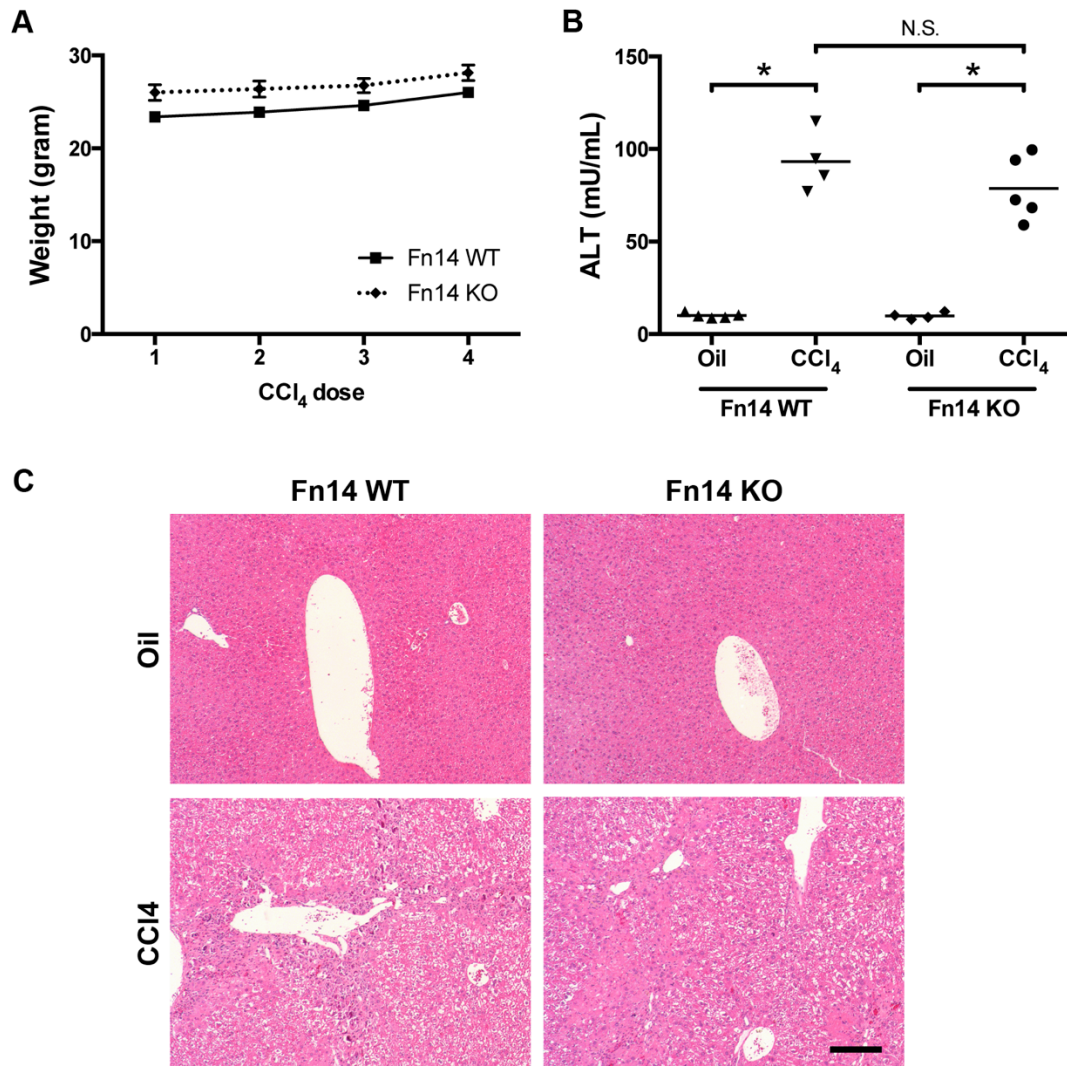 A
Weight (gram)
30
20
10
0
1 2 3 4
CCl₄ dose
Fn14 WT
Fn14 KO
B
N.S.
* *
ALT (mU/mL)
150
100
50
0
Oil CCl₄ Oil CCl₄
Fn14 WT Fn14 KO
C
Fn14 WT Fn14 KO
Oil
CCl4